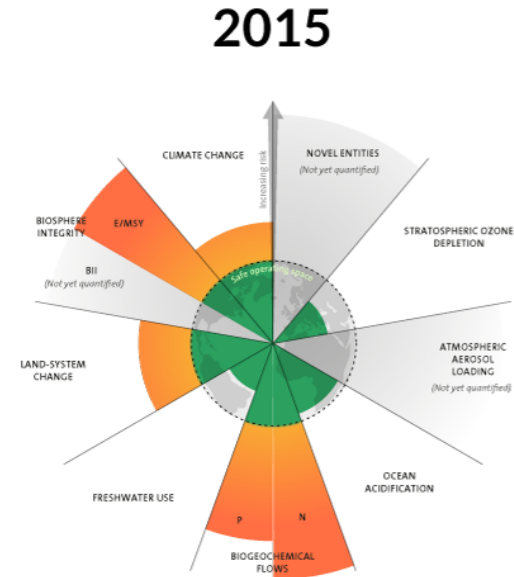 2015
CLIMATE CHANGE
Increasing risk
NOVEL ENTITIES
(Not yet quantified)
STRATOSPHERIC OZONE
DEPLETION
BIOSPHERE
INTEGRITY
E/MSY
BII
(Not yet quantified)
Safe operating space
ATMOSPHERIC
AEROSOL
LOADING
(Not yet quantified)
LAND-SYSTEM
CHANGE
OCEAN
ACIDIFICATION
FRESHWATER USE
P
N
BIOGEOCHEMICAL
FLOWS